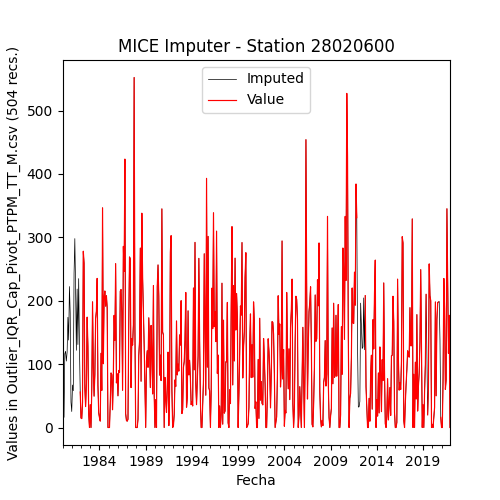 MICE Imputer - Station 28020600
Imputed
Value
Values in Outlier_IQR_Cap_Pivot_PTPM_TT_M.csv (504 recs.)
500
400
300
200
100
0
1984 1989 1994 1999 2004 2009 2014 2019
Fecha